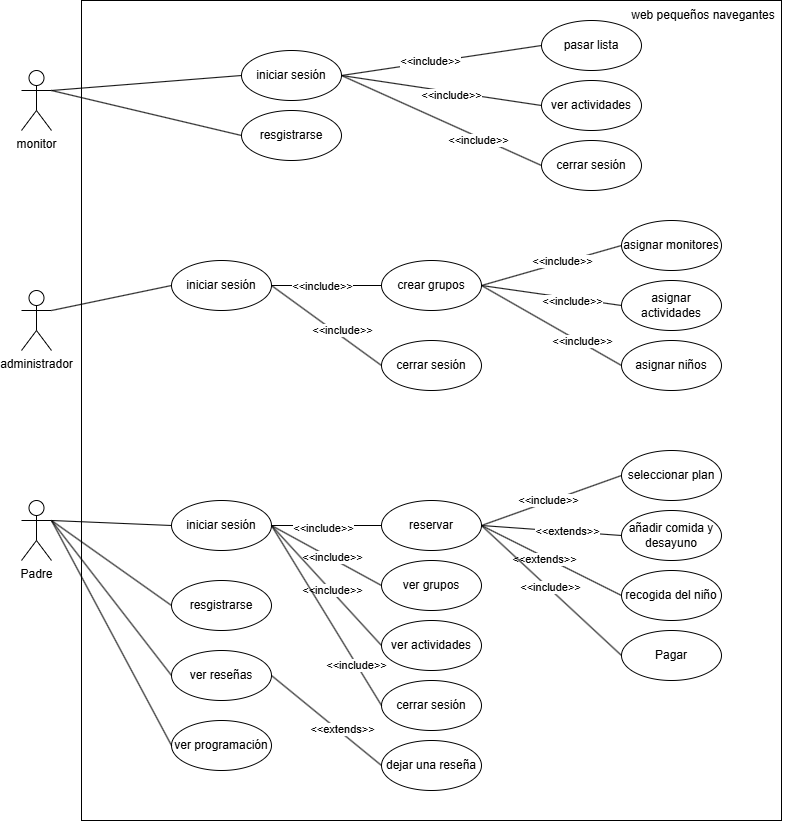 web pequeños navegantes
pasar lista
<<include>>
iniciar sesión
<<include>>
ver actividades
monitor
resgistrarse
<<include>>
cerrar sesión
asignar monitores
<<include>>
iniciar sesión
<<include>>
crear grupos
<<include>>
asignar
actividades
<<include>>
administrador
<<include>>
cerrar sesión
asignar niños
seleccionar plan
<<include>>
Padre
iniciar sesión
<<include>>
reservar
<<extends>>
añadir comida y
desayuno
<<include>>
<<extends>>
ver grupos
<<include>>
<<include>>
recogida del niño
resgistrarse
ver actividades
Pagar
<<include>>
ver reseñas
cerrar sesión
<<extends>>
ver programación
dejar una reseña